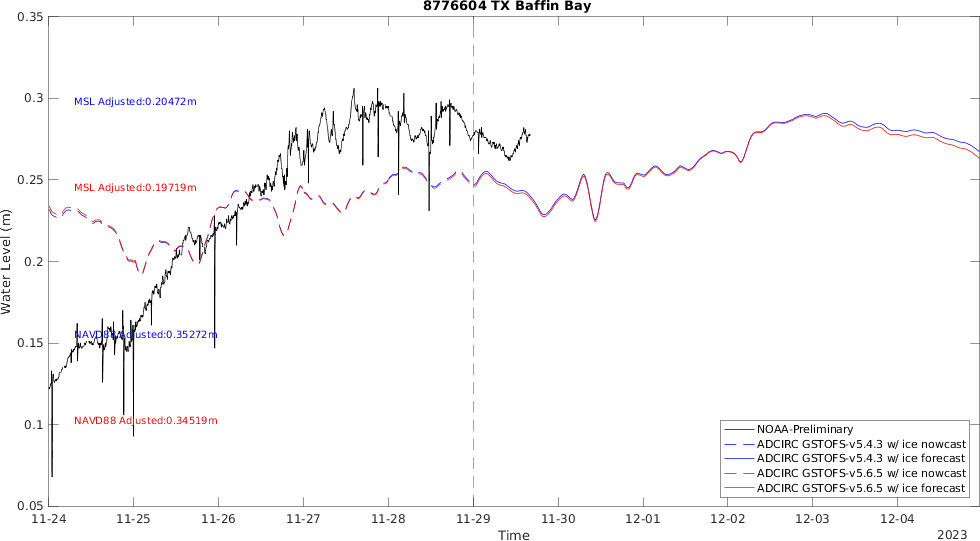 8776604 TX Baffin Bay
0.35
0.3
0.25
0.2
0.15
0.1
0.05
Water Level (m)
MSL Adjusted:0.20472m
MSL Adjusted:0.19719m
NAVD88 Adjusted:0.35272m
NAVD88 Adjusted:0.34519m
NOAA-Preliminary
ADCIRC GSTOFS-v5.4.3 w/ ice nowcast
ADCIRC GSTOFS-v5.4.3 w/ ice forecast
ADCIRC GSTOFS-v5.6.5 w/ ice nowcast
ADCIRC GSTOFS-v5.6.5 w/ ice forecast
11-24 11-25 11-26 11-27 11-28 11-29 11-30 12-01 12-02 12-03 12-04
Time
2023